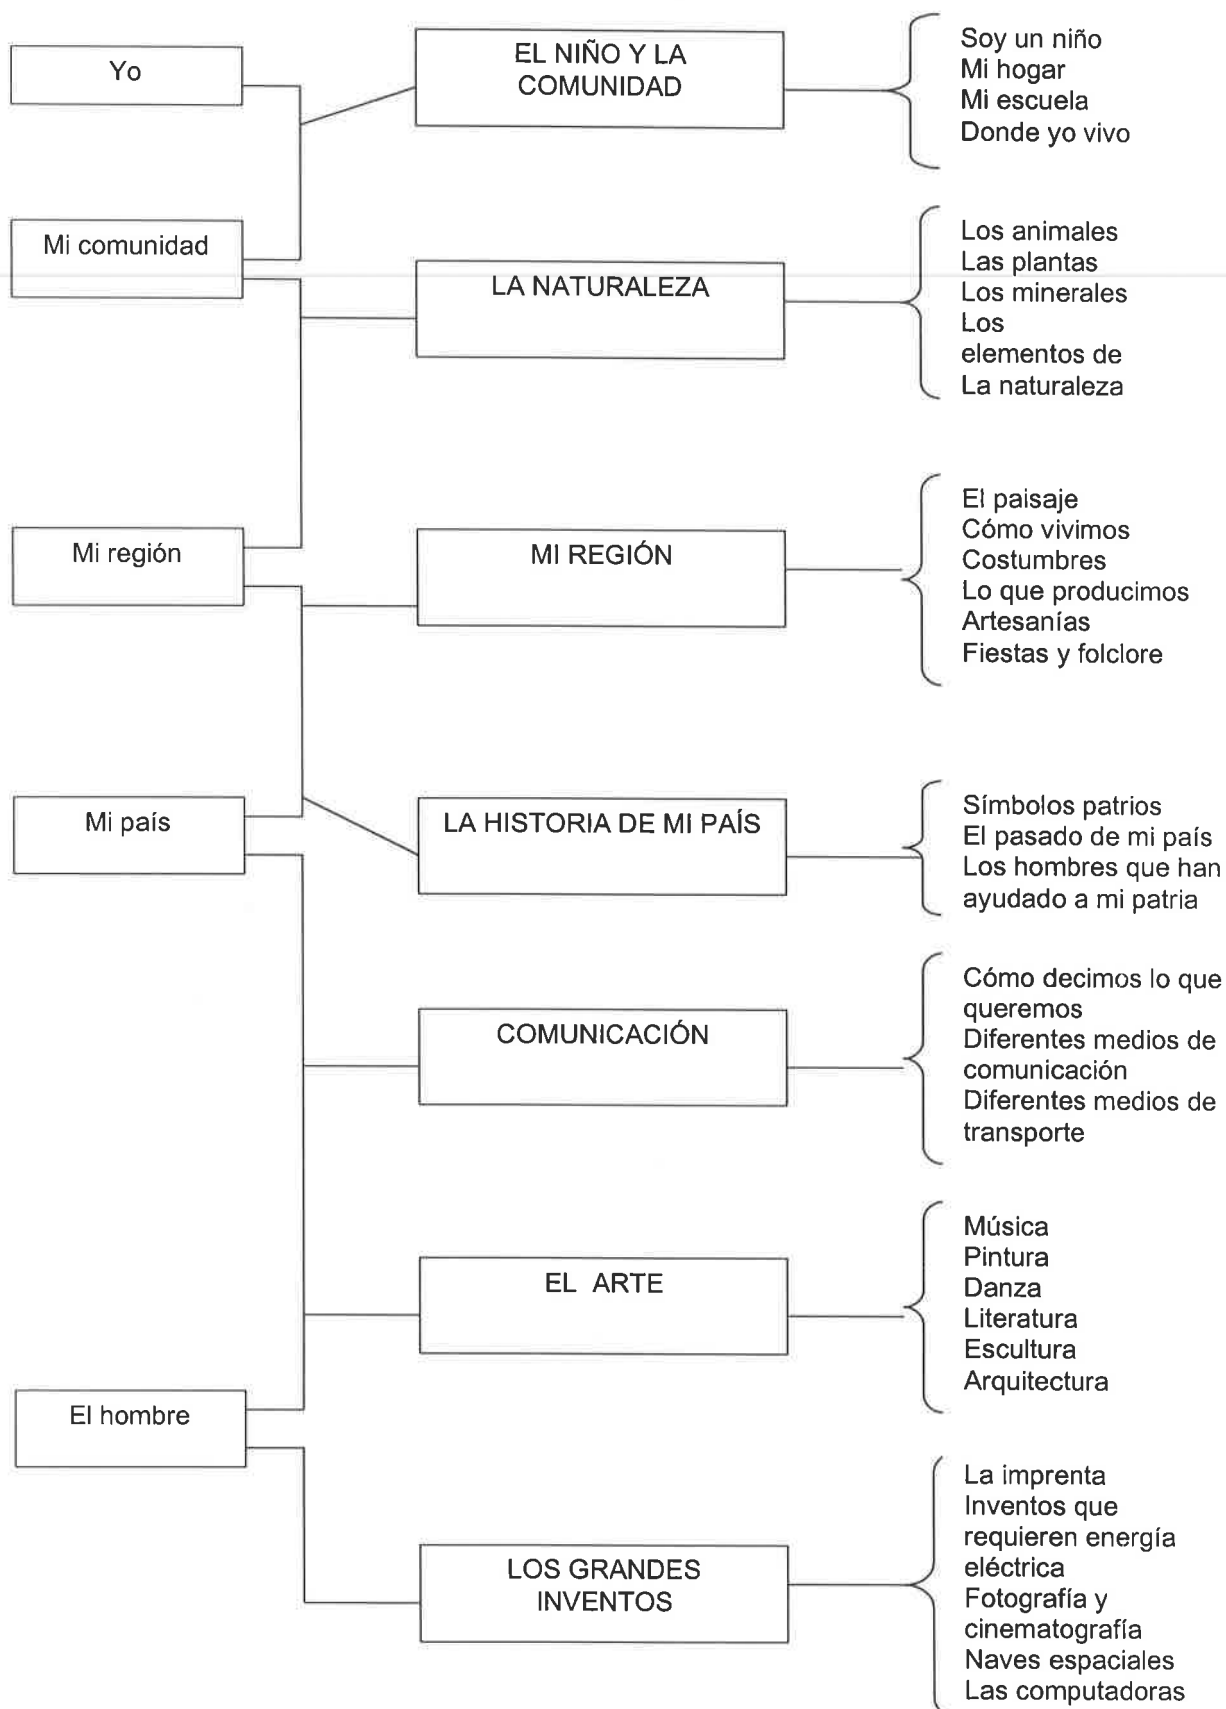 Yo
EL NIÑO Y LA
COMUNIDAD
Soy un niño
Mi hogar
Mi escuela
Donde yo vivo
Mi comunidad
LA NATURALEZA
Los animales
Las plantas
Los minerales
Los
elementos de
La naturaleza
Mi región
MI REGIÓN
El paisaje
Cómo vivimos
Costumbres
Lo que producimos
Artesanías
Fiestas y folclore
Mi país
LA HISTORIA DE MI PAÍS
Símbolos patrios
El pasado de mi país
Los hombres que han
ayudado a mi patria
COMUNICACIÓN
Cómo decimos lo que
queremos
Diferentes medios de
comunicación
Diferentes medios de
transporte
EL ARTE
Música
Pintura
Danza
Literatura
Escultura
Arquitectura
El hombre
LOS GRANDES
INVENTOS
La imprenta
Inventos que
requieren energía
eléctrica
Fotografía y
cinematografía
Naves espaciales
Las computadoras